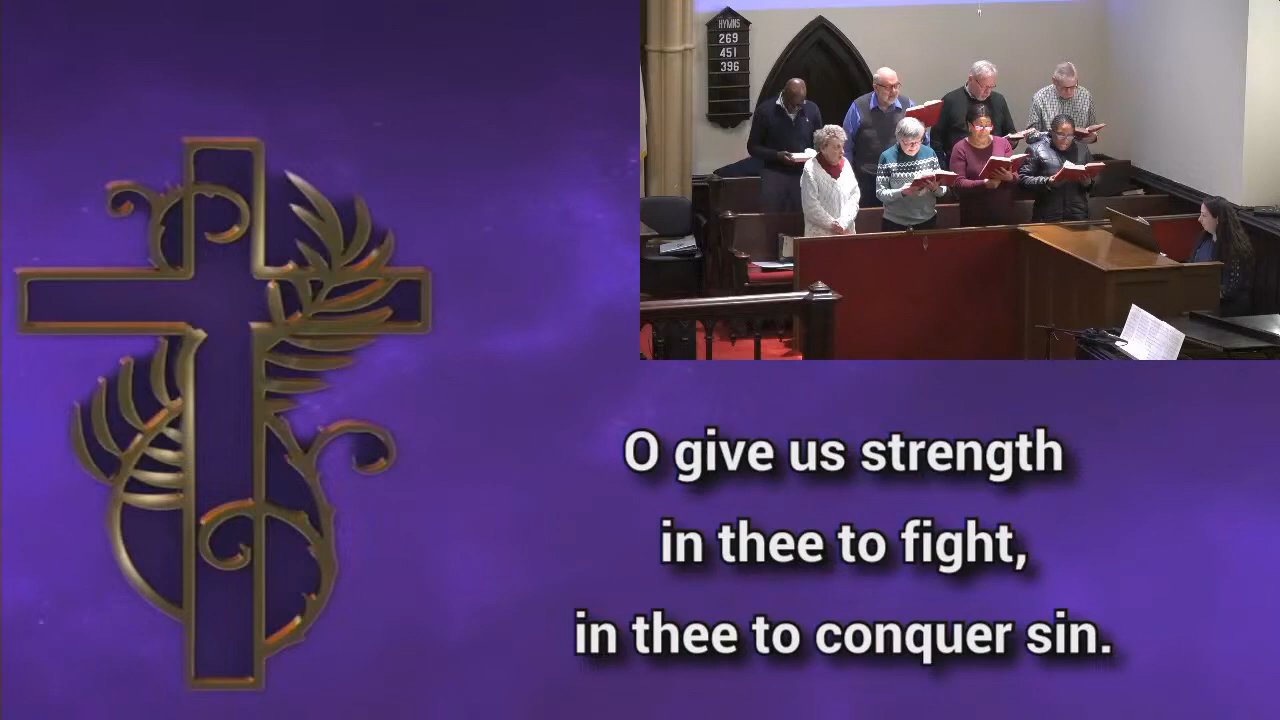 HYMNS
269
451
396
O give us strength
in thee to fight,
in thee to conquer sin.